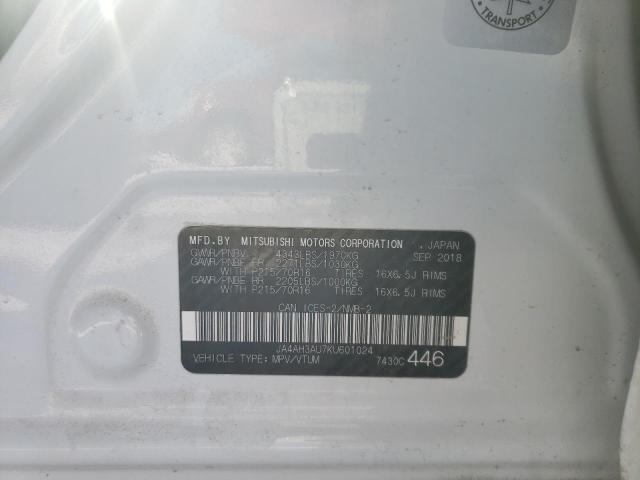 TRANSPORT
MFD.BY MITSUBISHI MOTORS CORPORATION , JAPAN
GVWR/PNBV 4343LBS/1970KG SEP 2018
GAWR/PNBE FR 2271LBS/1030KG
WITH P215/70R16 TIRES 16X6.5J RIMS
GAWR/PNBE RR 2205LBS/1000KG
WITH P215/70R16 TIRES 16X6.5J RIMS
CAN ICES-2/NMB-2
JA4AH3AU7KU601024
VEHICLE TYPE: MPV/VTUM 7430C 446